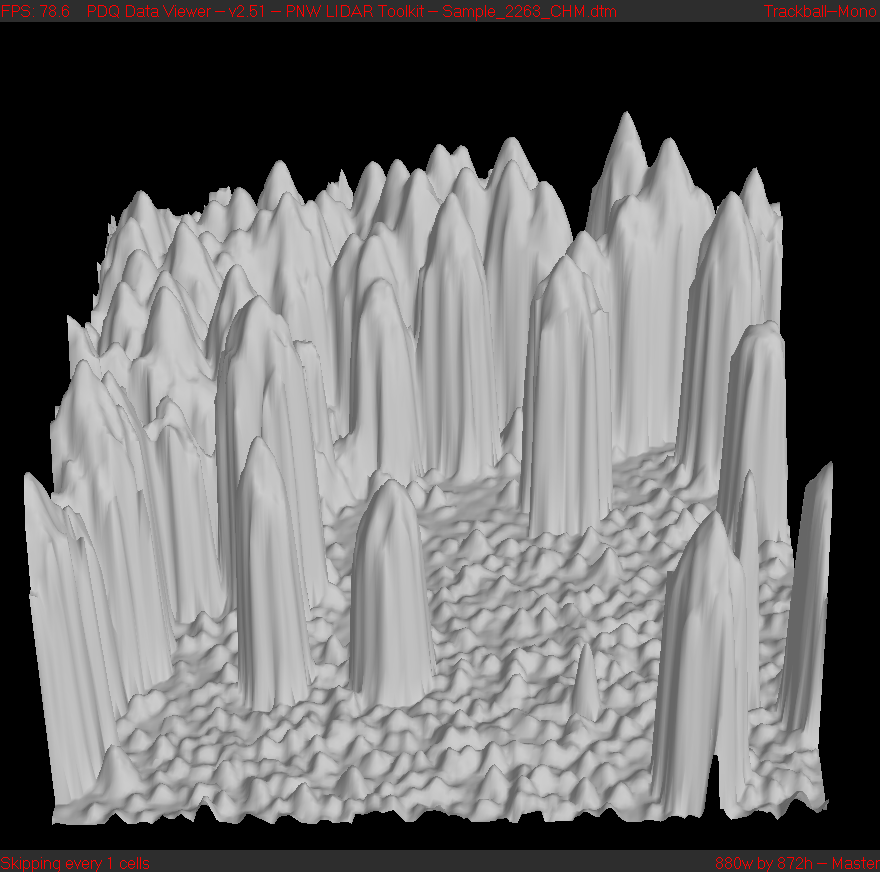 FPS: 78.6 PDQ Data Viewer - v2.51 - PNW LIDAR Toolkit - Sample_2263_CHM.dtm Trackball-Mono
Skipping every 1 cells 880w by 872h - Master